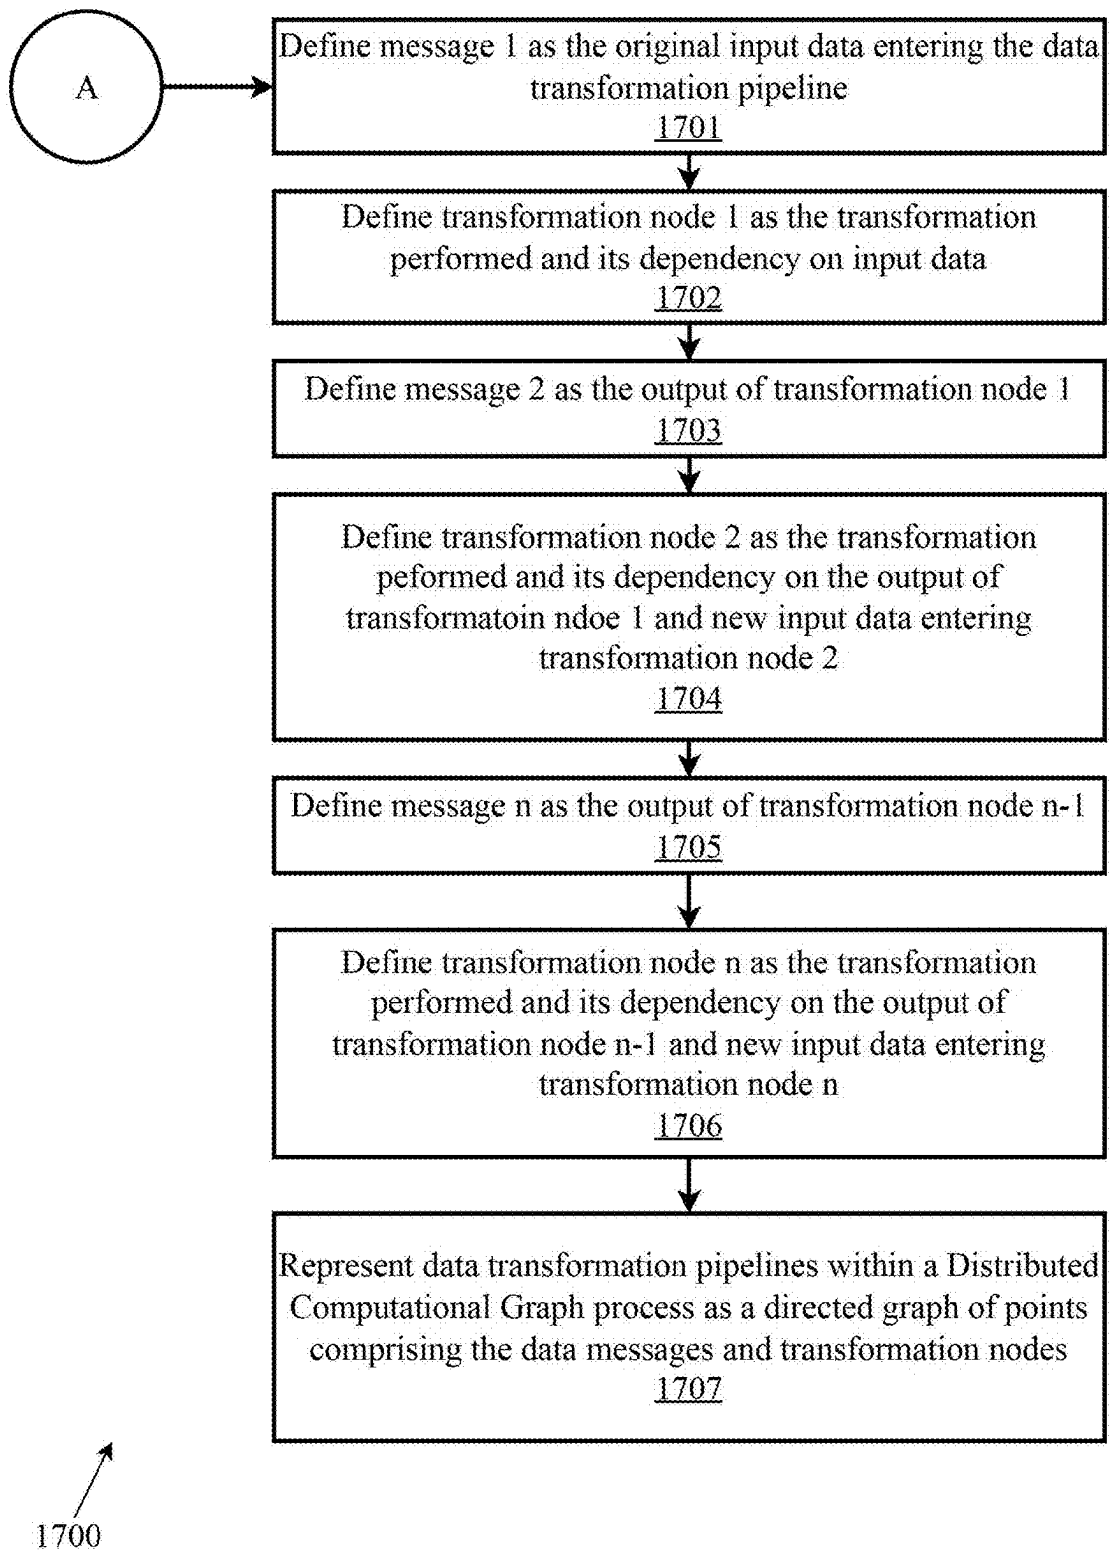 A
Define message 1 as the original input data entering the data
transformation pipeline
1701
Define transformation node 1 as the transformation
performed and its dependency on input data
1702
Define message 2 as the output of transformation node 1
1703
Define transformation node 2 as the transformation
peformed and its dependency on the output of
transformatoin ndoe 1 and new input data entering
transformation node 2
1704
Define message n as the output of transformation node n-1
1705
Define transformation node n as the transformation
performed and its dependency on the output of
transformation node n-1 and new input data entering
transformation node n
1706
Represent data transformation pipelines within a Distributed
Computational Graph process as a directed graph of points
comprising the data messages and transformation nodes
1707
1700